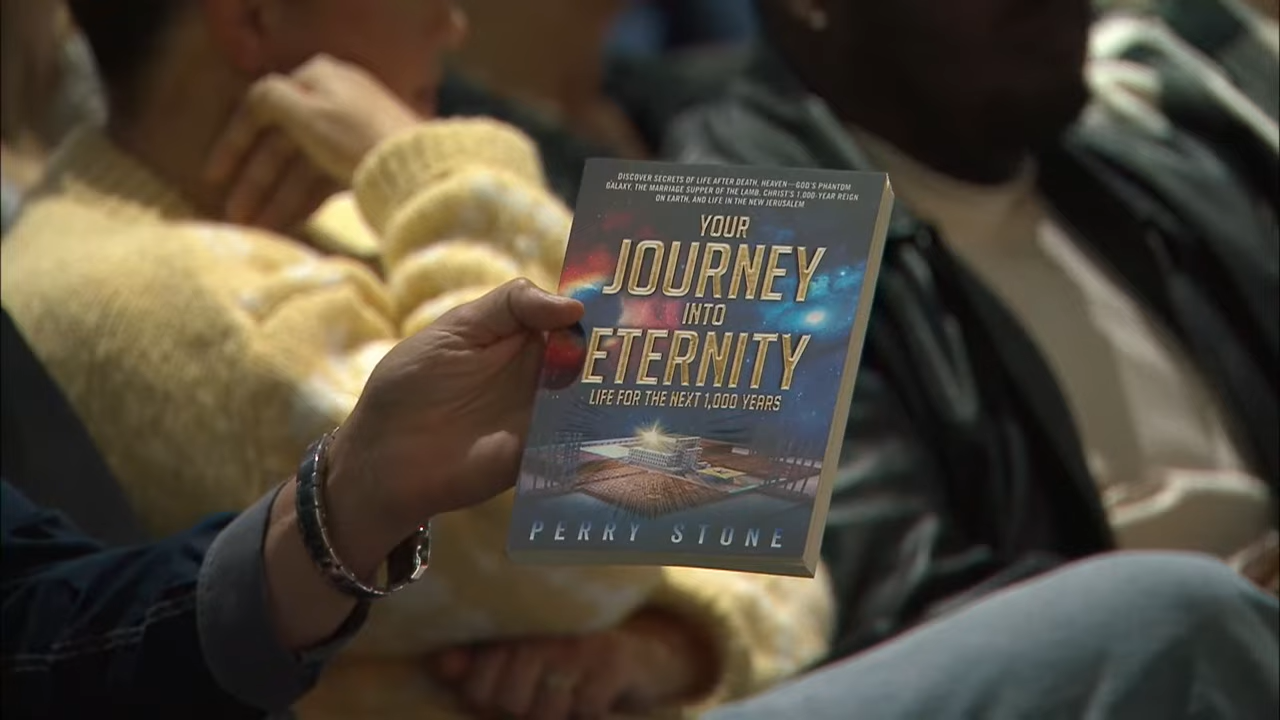 DISCOVER SECRETS OF LIFE AFTER DEATH, HEAVEN—GOD'S PHANTOM
GALAXY, THE MARRIAGE SUPPER OF THE LAMB, CHRIST'S 1,000-YEAR REIGN
ON EARTH, AND LIFE IN THE NEW JERUSALEM
YOUR
JOURNEY
INTO
ETERNITY
LIFE FOR THE NEXT 1,000 YEARS
PERRY STONE